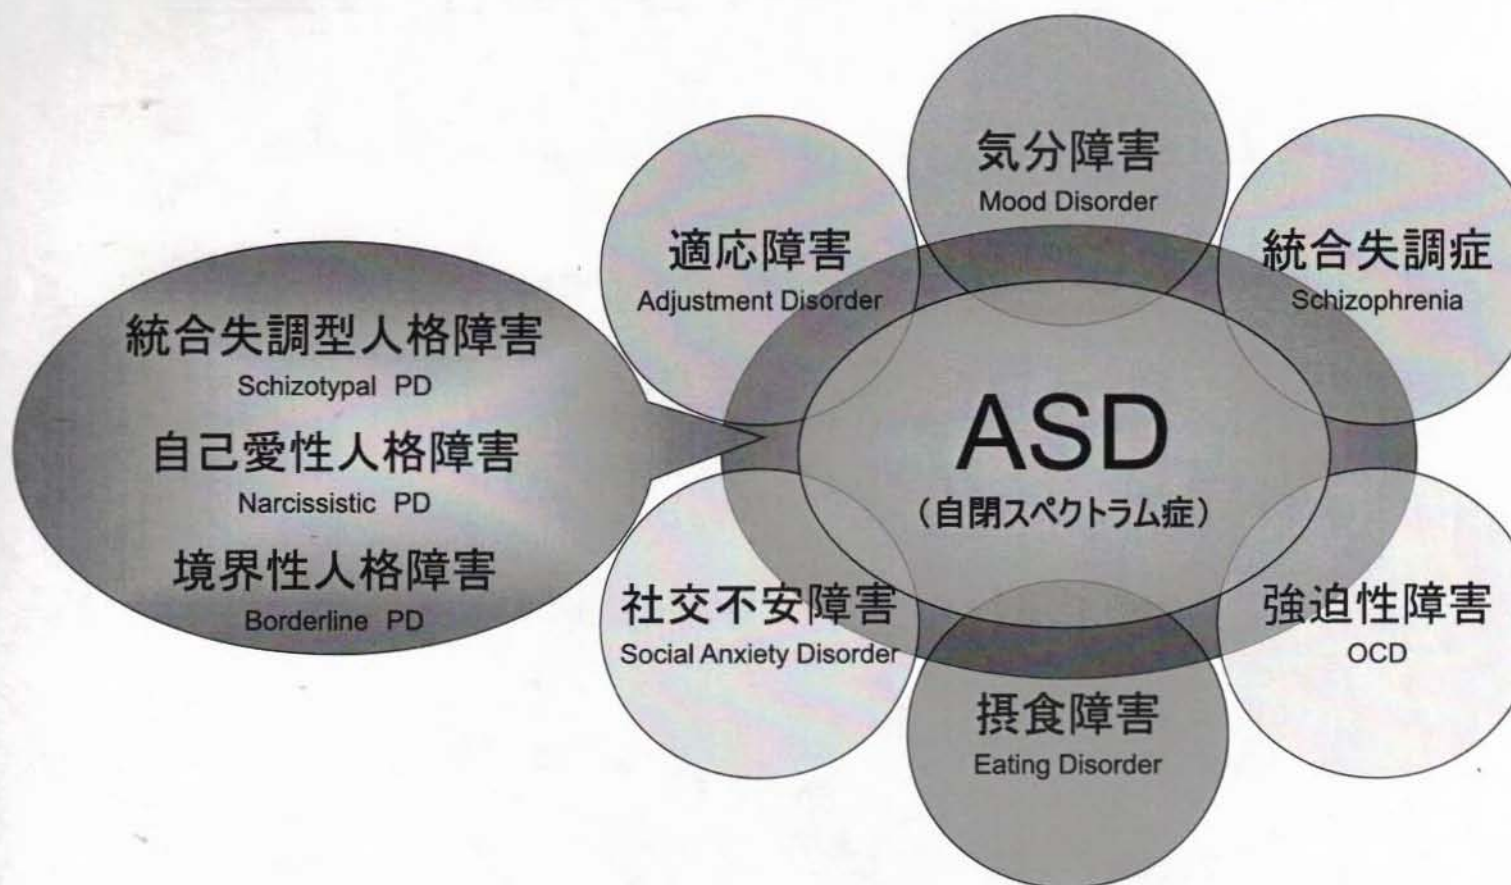 気分障害
Mood Disorder
適応障害
Adjustment Disorder
統合失調症
Schizophrenia
統合失調型人格障害
Schizotypal PD
自己愛性人格障害
Narcissistic PD
境界性人格障害
Borderline PD
ASD
（自閉スペクトラム症）
社交不安障害
Social Anxiety Disorder
強迫性障害
OCD
摂食障害
Eating Disorder